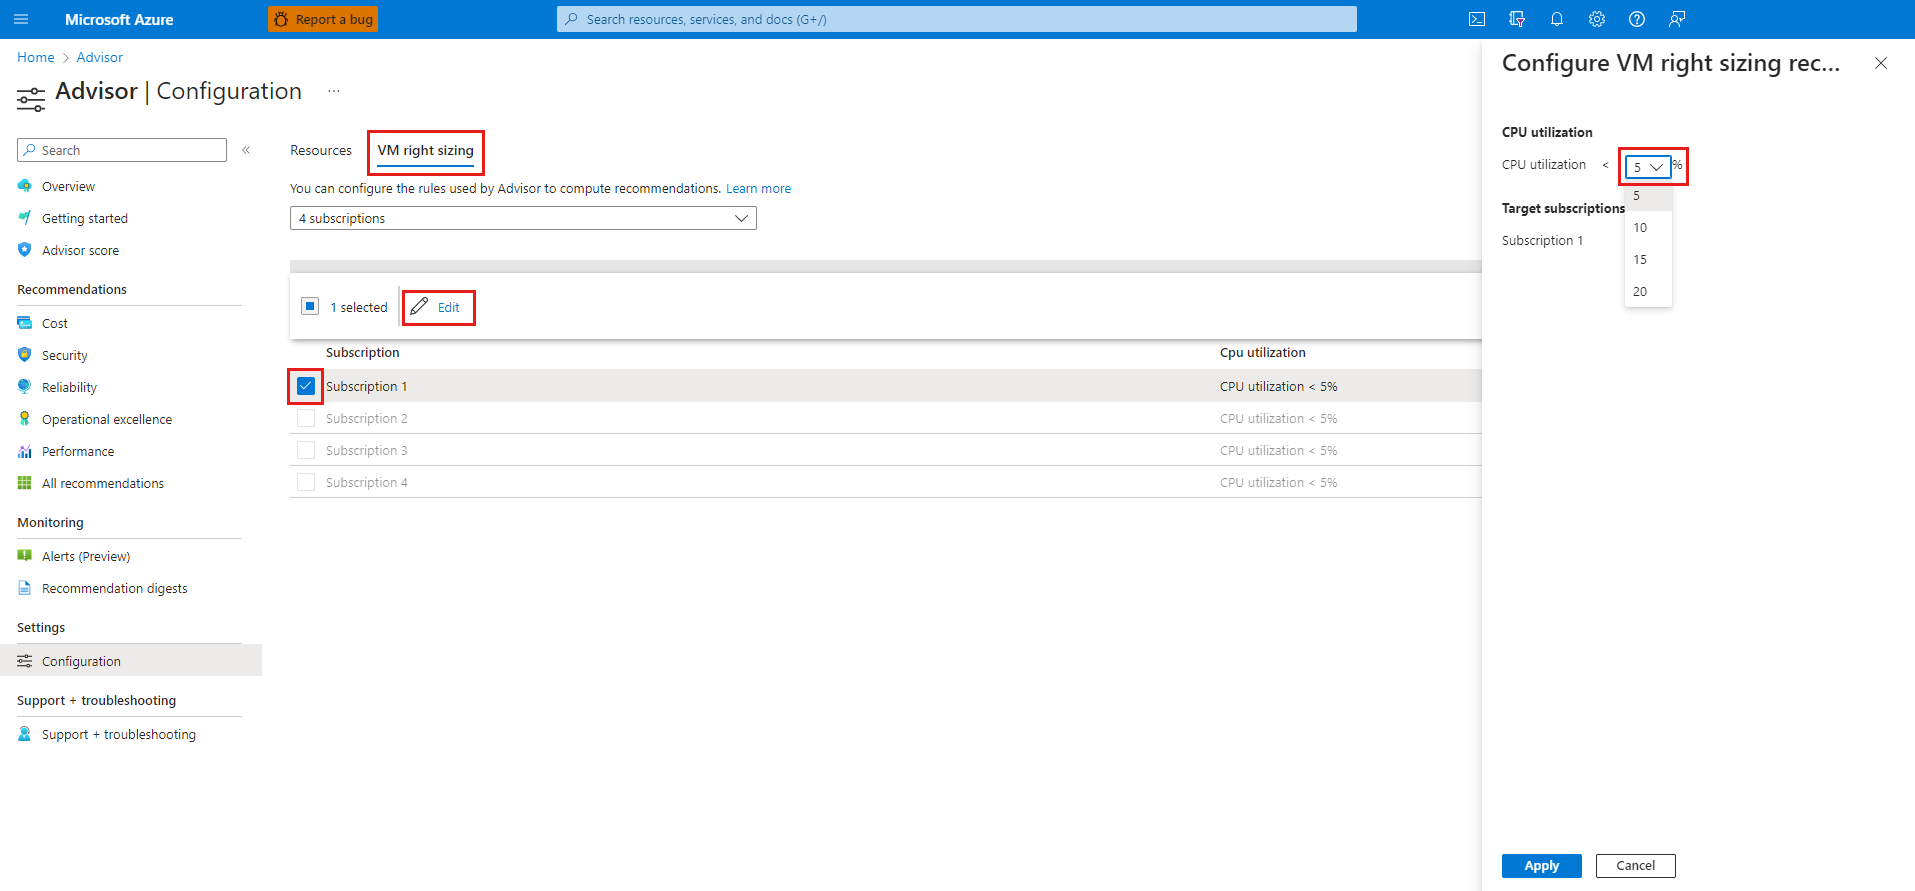 Microsoft Azure
Report a bug
Search resources, services, and docs (G+/)
Home > Advisor
Advisor | Configuration ...
Search «
Overview
Getting started
Advisor score
Recommendations
Cost
Security
Reliability
Operational excellence
Performance
All recommendations
Monitoring
Alerts (Preview)
Recommendation digests
Settings
Configuration
Support + troubleshooting
Support + troubleshooting
Resources VM right sizing
You can configure the rules used by Advisor to compute recommendations. Learn more
4 subscriptions
1 selected Edit
Subscription Cpu utilization
Subscription 1 CPU utilization < 5%
Subscription 2 CPU utilization < 5%
Subscription 3 CPU utilization < 5%
Subscription 4 CPU utilization < 5%
Configure VM right sizing rec...
CPU utilization
CPU utilization < 5 %
5
10
15
20
Target subscriptions
Subscription 1
Apply Cancel